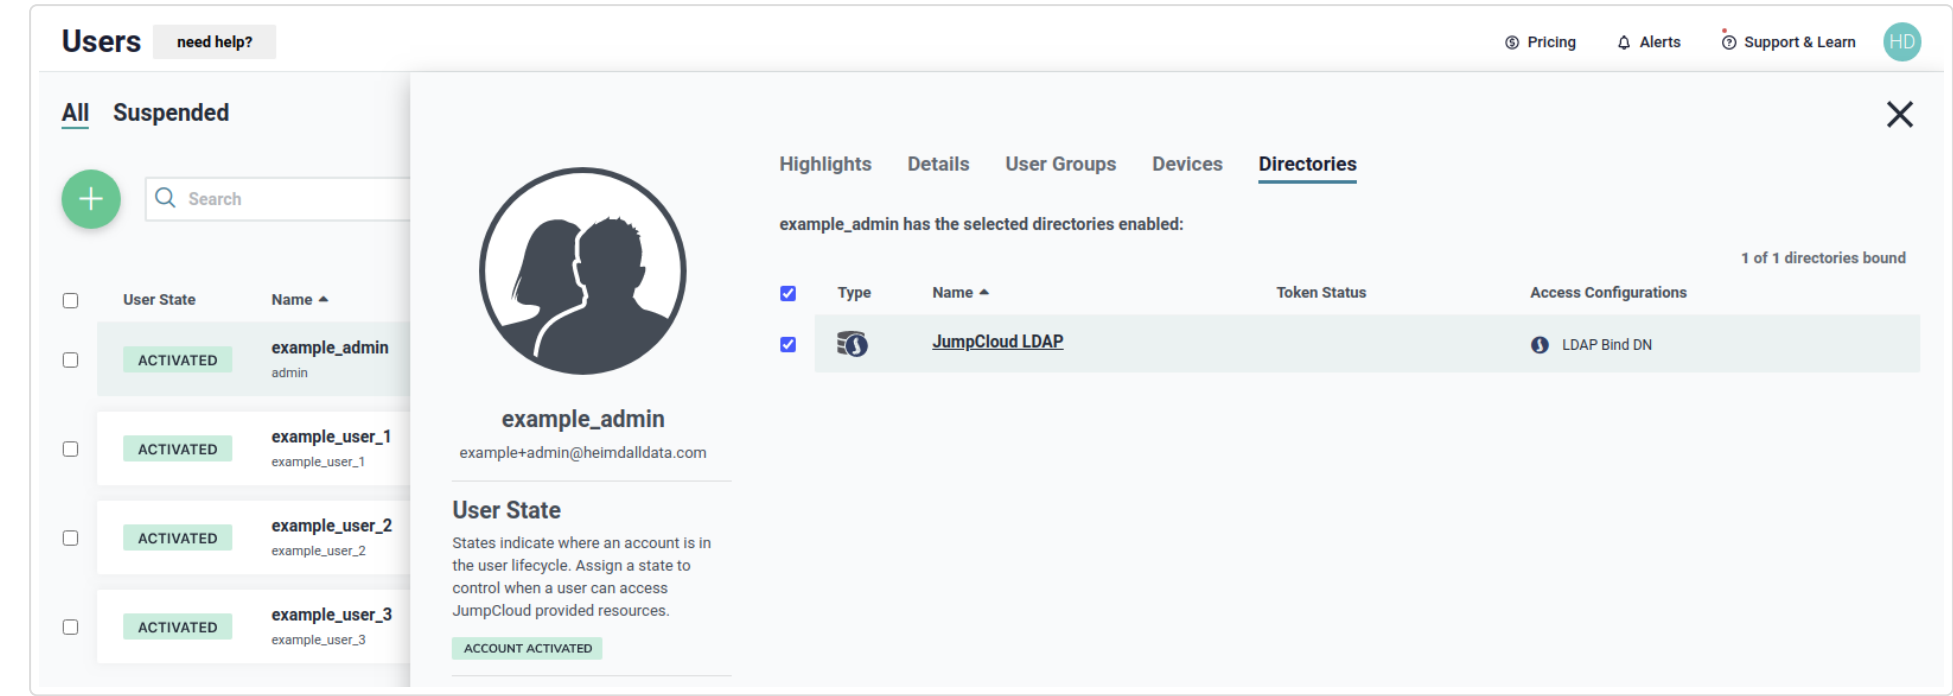 Users
need help?
Pricing
Alerts
Support & Learn
HD
All
Suspended
Search
User State
Name
ACTIVATED
example_admin
admin
ACTIVATED
example_user_1
example_user_1
ACTIVATED
example_user_2
example_user_2
ACTIVATED
example_user_3
example_user_3
example_admin
example+admin@heimdalldata.com
User State
States indicate where an account is in
the user lifecycle. Assign a state to
control when a user can access
JumpCloud provided resources.
ACCOUNT ACTIVATED
Highlights
Details
User Groups
Devices
Directories
example_admin has the selected directories enabled:
1 of 1 directories bound
Type
Name
Token Status
Access Configurations
JumpCloud LDAP
LDAP Bind DN